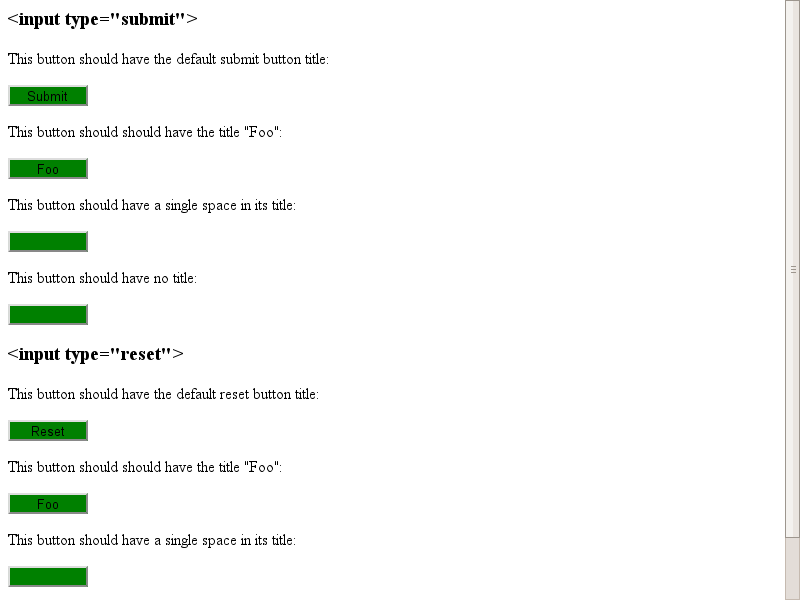 <input type="submit">
This button should have the default submit button title:
Submit
This button should should have the title "Foo":
Foo
This button should have a single space in its title:
This button should have no title:
<input type="reset">
This button should have the default reset button title:
Reset
This button should should have the title "Foo":
Foo
This button should have a single space in its title: